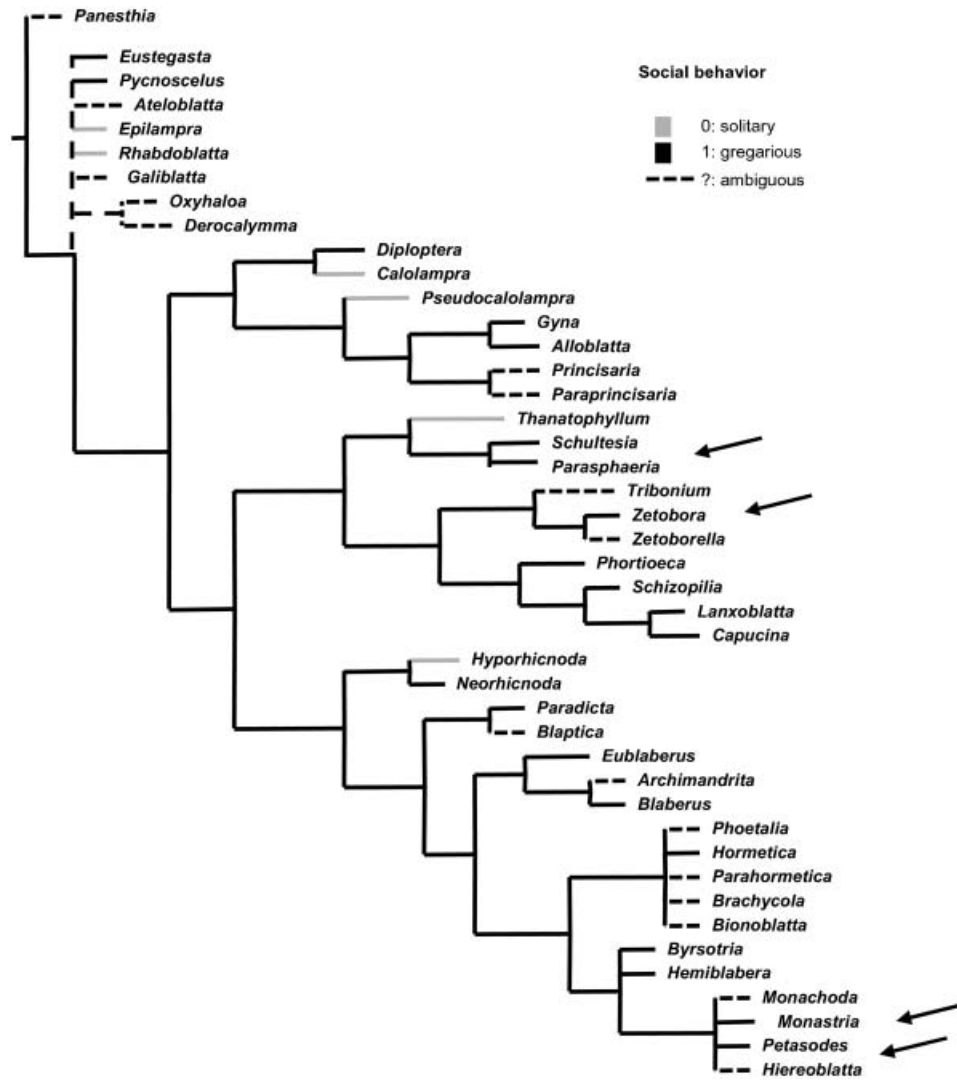 Panesthia
Eustegasta
Pycnoscelus
Ateloblatta
Epilampra
Rhabdoblatta
Galiblatta
Oxyhaloa
Derocalymma
Social behavior
0: solitary
1: gregarious
?: ambiguous
Diploptera
Calolampra
Pseudocalolampra
Gyna
Alloblatta
Princisaria
Paraprincisaria
Thanatophyllum
Schultesia
Parasphaeria
Tribonium
Zetobora
Zetoborella
Phortioeca
Schizopilia
Lanxoblatta
Capucina
Hyporhicnoda
Neorhicnoda
Paradicta
Blaptica
Eublaberus
Archimandrita
Blaberus
Phoetalia
Hormetica
Parahormetica
Brachycola
Bionoblatta
Byrsotria
Hemiblabera
Monachoda
Monastria
Petasodes
Hiereoblatta